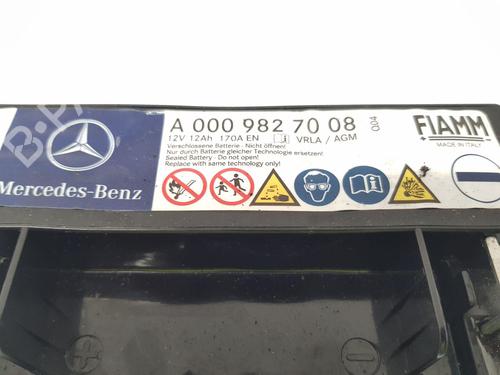 A 000 982 70 08 004
12V 12Ah 170A EN i VRLA / AGM
Verschlossene Batterie - Nicht öffnen!
Nur durch Batterie gleicher Technologie ersetzen!
Sealed Battery - Do not open!
Replace with same technology only!
Mercedes-Benz
FIAMM
MADE IN ITALY